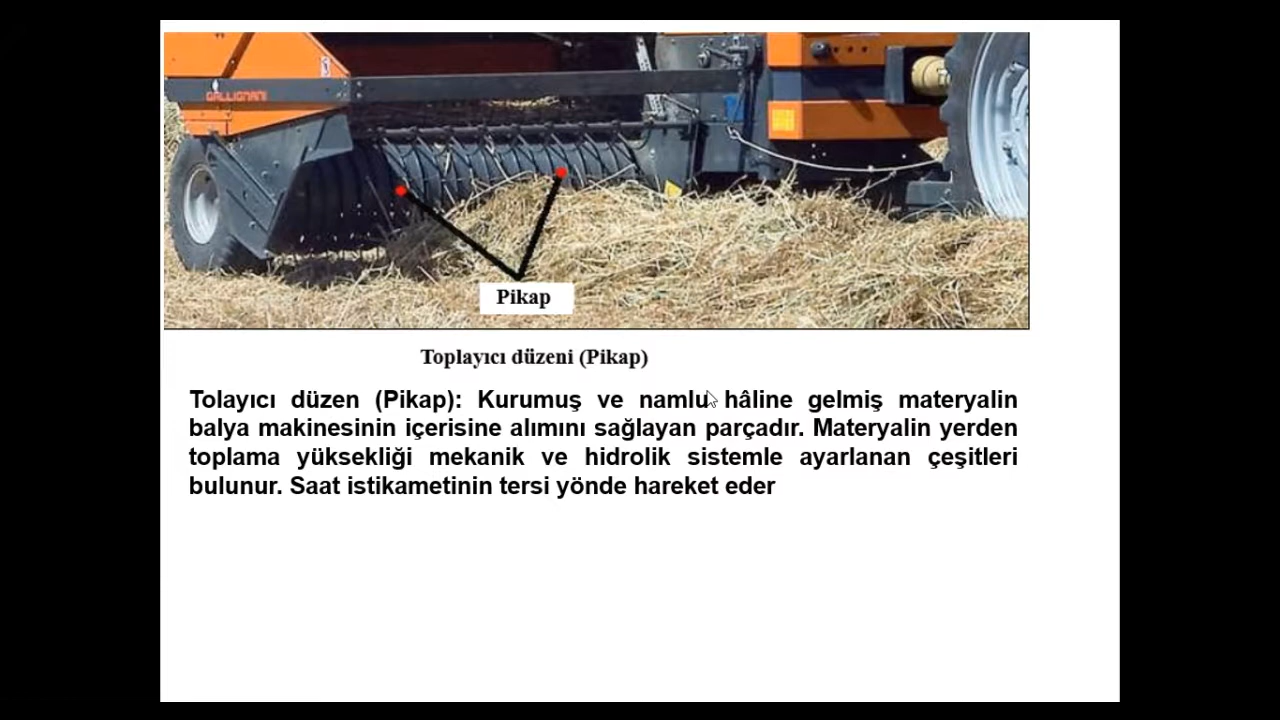 GALLIGNANI
Pikap
Toplayıcı düzeni (Pikap)
Tolayıcı düzen (Pikap): Kurumuş ve namlu hâline gelmiş materyalin
balya makinesinin içerisine alımını sağlayan parçadır. Materyalin yerden
toplama yüksekliği mekanik ve hidrolik sistemle ayarlanan çeşitleri
bulunur. Saat istikametinin tersi yönde hareket eder